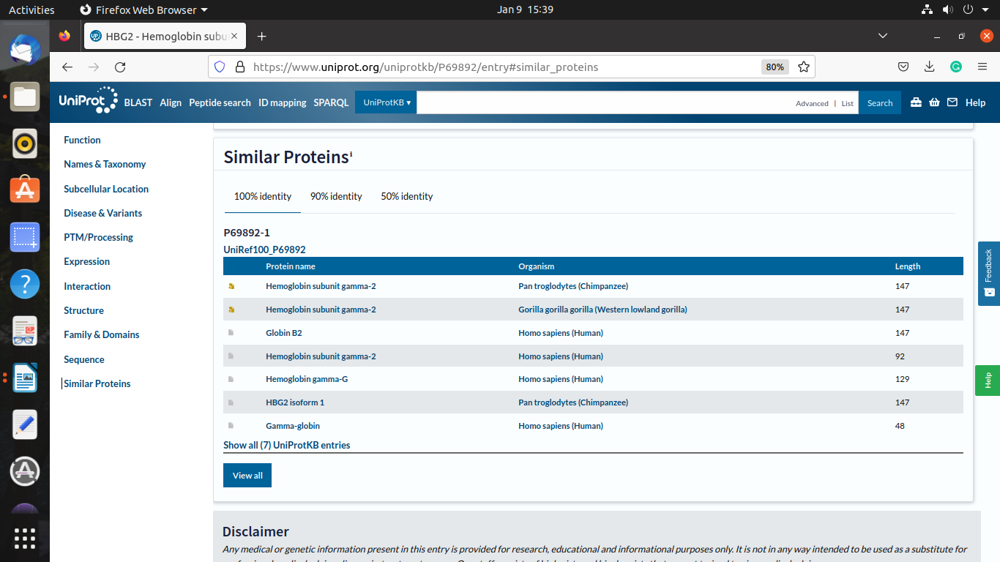 Activities Firefox Web Browser Jan 9 15:39
HBG2 - Hemoglobin subu
https://www.uniprot.org/uniprotkb/P69892/entry#similar_proteins 80%
UniProt BLAST Align Peptide search ID mapping SPARQL UniProtKB Advanced | List Search Help
Function
Names & Taxonomy
Subcellular Location
Disease & Variants
PTM/Processing
Expression
Interaction
Structure
Family & Domains
Sequence
Similar Proteins
Similar Proteins i
100% identity 90% identity 50% identity
P69892-1
UniRef100_P69892
Protein name Organism Length
Hemoglobin subunit gamma-2 Pan troglodytes (Chimpanzee) 147
Hemoglobin subunit gamma-2 Gorilla gorilla gorilla (Western lowland gorilla) 147
Globin B2 Homo sapiens (Human) 147
Hemoglobin subunit gamma-2 Homo sapiens (Human) 92
Hemoglobin gamma-G Homo sapiens (Human) 129
HBG2 isoform 1 Pan troglodytes (Chimpanzee) 147
Gamma-globin Homo sapiens (Human) 48
Show all (7) UniProtKB entries
View all
Disclaimer
Any medical or genetic information present in this entry is provided for research, educational and informational purposes only. It is not in any way intended to be used as a substitute for
Feedback
Help